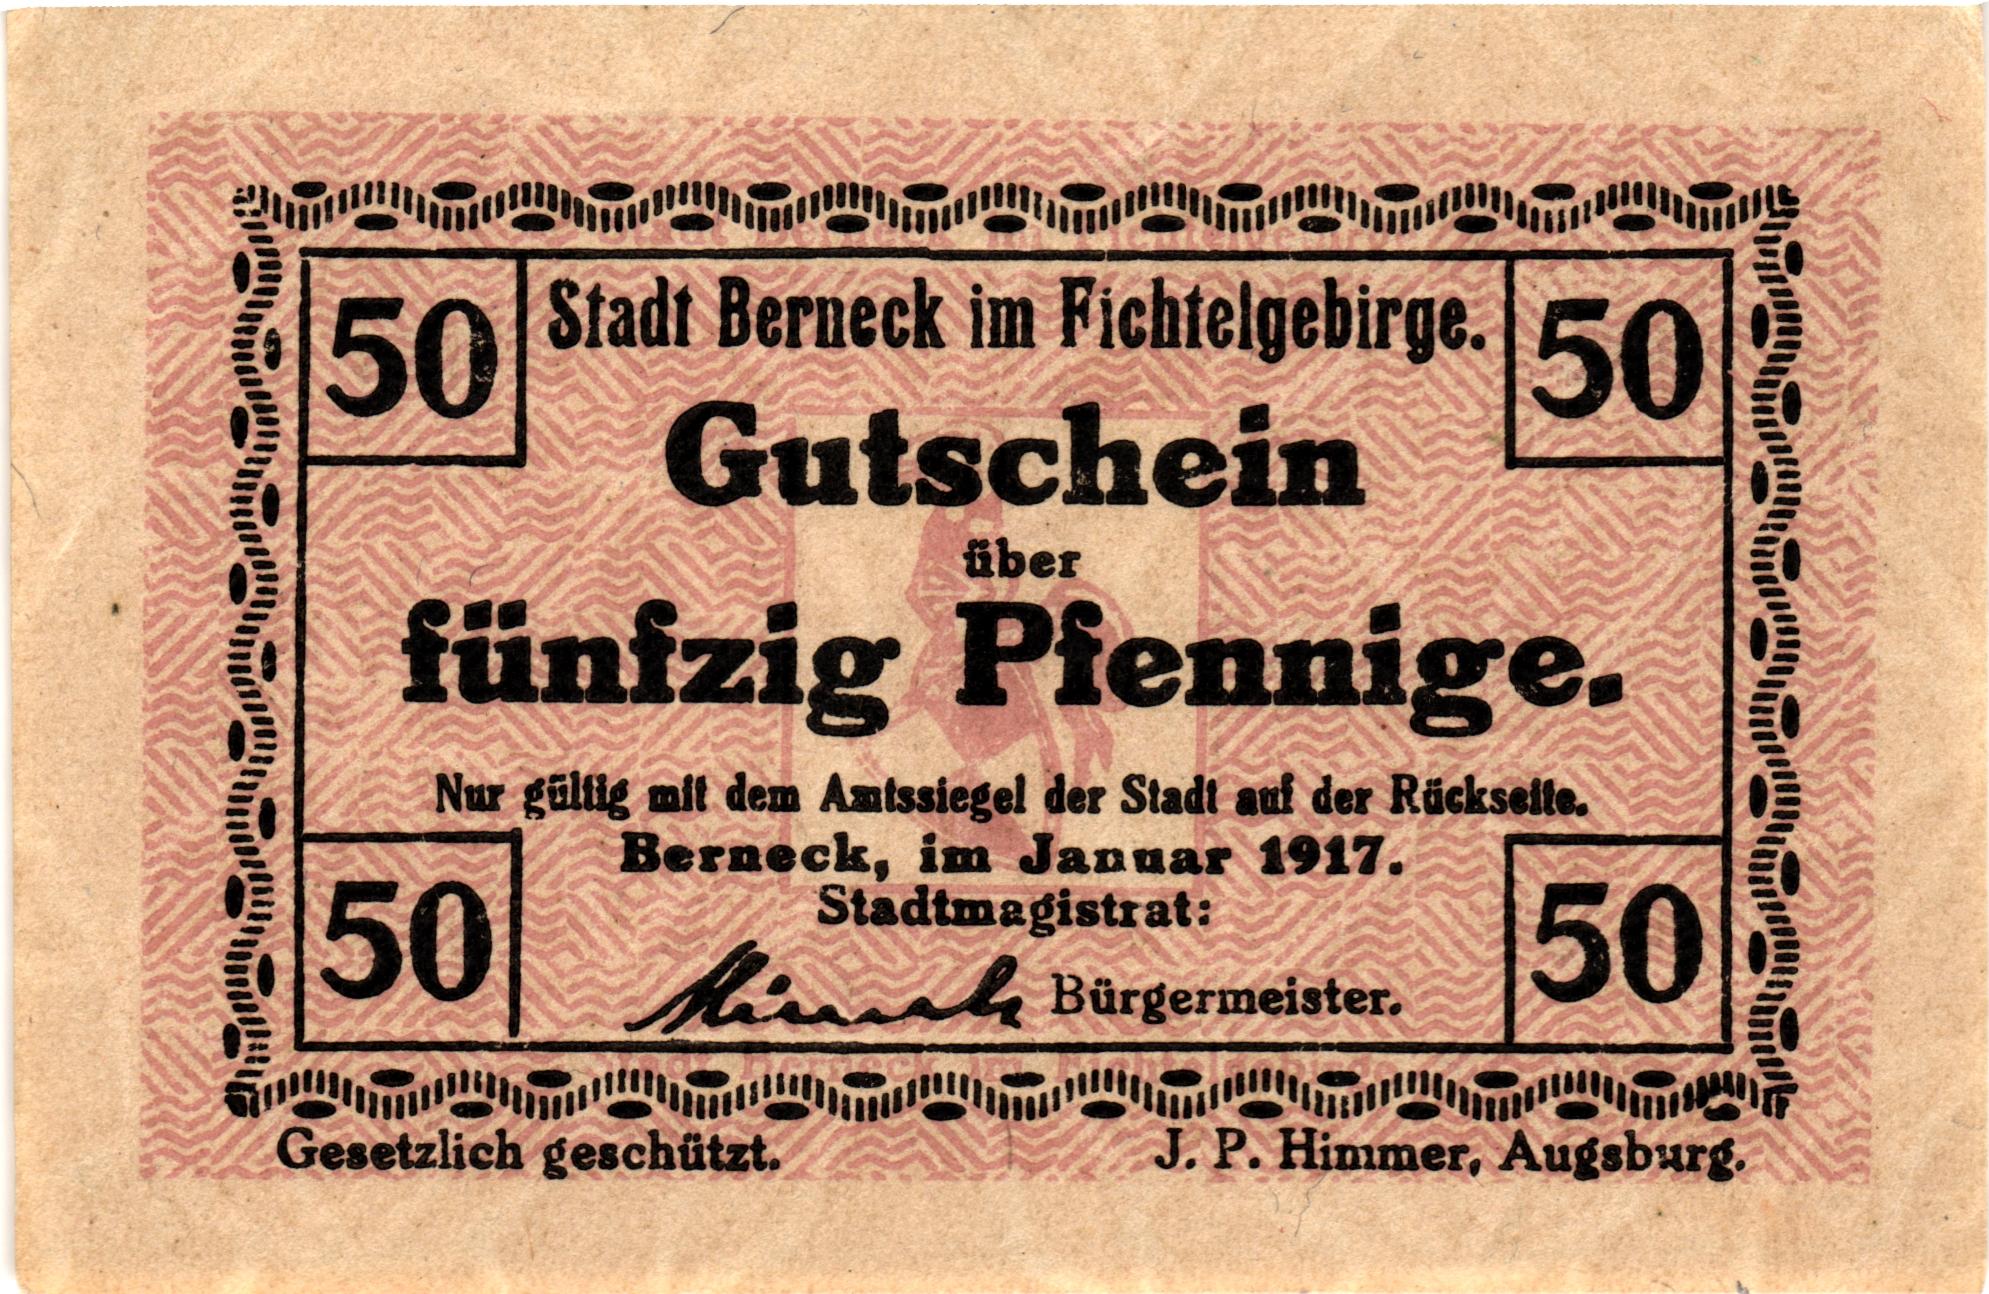 50 Stadt Berneck im Fichtelgebirge. 50
Gutschein
über
fünfzig Pfennige.
Nur gültig mit dem Amtssiegel der Stadt auf der Rückseite.
Berneck, im Januar 1917.
Stadtmagistrat:
50 Bürgermeister. 50
Gesetzlich geschützt. J. P. Himmer, Augsburg.